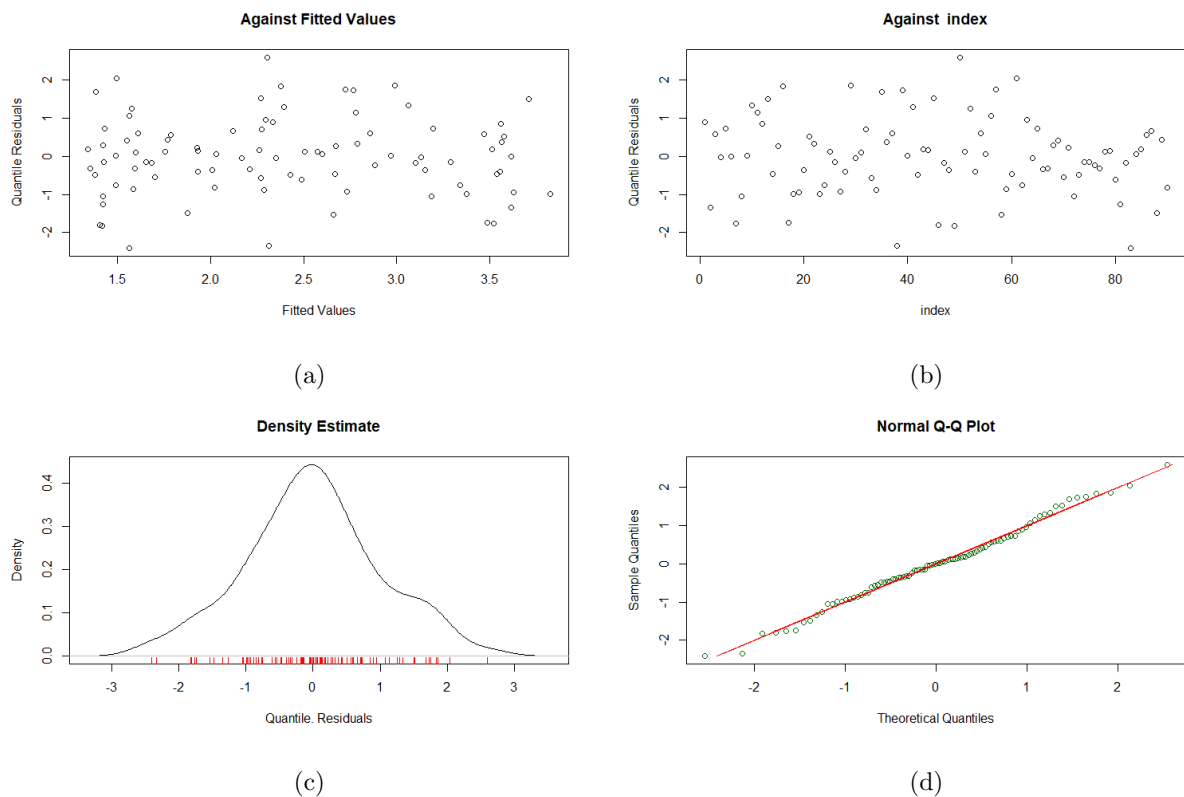 Against Fitted Values
Quantile Residuals
2
1
0
-1
-2
1.5 2.0 2.5 3.0 3.5
Fitted Values
(a)
Against index
Quantile Residuals
2
1
0
-1
-2
0 20 40 60 80
index
(b)
Density Estimate
Density
0.4
0.3
0.2
0.1
0.0
-3 -2 -1 0 1 2 3
Quantile. Residuals
(c)
Normal Q-Q Plot
Sample Quantiles
2
1
0
-1
-2
-2 -1 0 1 2
Theoretical Quantiles
(d)